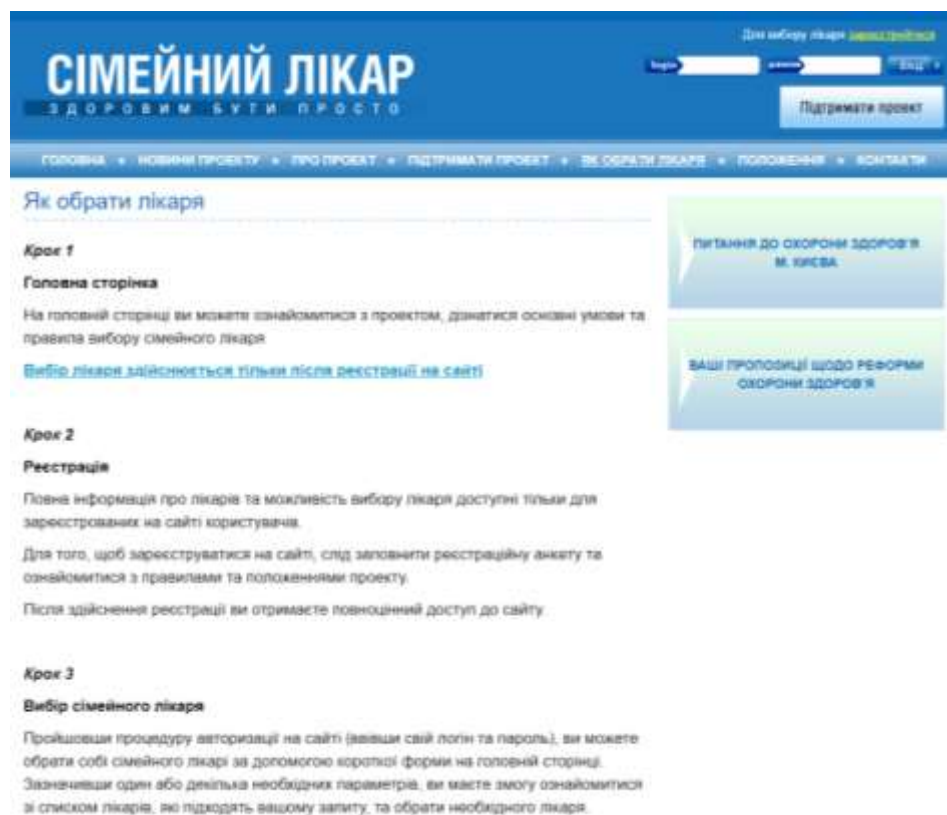 Для вибору лікаря зареєструйтеся
СІМЕЙНИЙ ЛІКАР
login
Вхід
ЗДОРОВИМ БУТИ ПРОСТО
Підтримати проект
ГОЛОВНА • НОВИНИ ПРОЕКТУ • ПРО ПРОЕКТ • ПІДТРИМАТИ ПРОЕКТ • ЯК ОБРАТИ ЛІКАРЯ • ПОЛОЖЕННЯ • КОНТАКТИ
Як обрати лікаря
Крок 1
Головна сторінка
На головній сторінці ви можете ознайомитися з проектом, дізнатися основні умови та
правила вибору сімейного лікаря
Вибір лікаря здійснюється тільки після реєстрації на сайті
Крок 2
Реєстрація
Повна інформація про лікарів та можливість вибору лікаря доступні тільки для
зареєстрованих на сайті користувачів.
Для того, щоб зареєструватися на сайті, слід заповнити реєстраційну анкету та
ознайомитися з правилами та положеннями проекту.
Після здійснення реєстрації ви отримаєте повноцінний доступ до сайту
Крок 3
Вибір сімейного лікаря
Пройшовши процедуру авторизації на сайті (ввівши свій логін та пароль), ви можете
обрати собі сімейного лікарі за допомогою короткої форми на головній сторінці.
Зазначивши один або декілька необхідних параметрів, ви маєте змогу ознайомитися
зі списком лікарів, які підходять вашому запиту, та обрати необхідного лікаря.
ПИТАННЯ ДО ОХОРОНИ ЗДОРОВ'Я
М. КИЄВА
ВАШІ ПРОПОЗИЦІЇ ЩОДО РЕФОРМИ
ОХОРОНИ ЗДОРОВ'Я